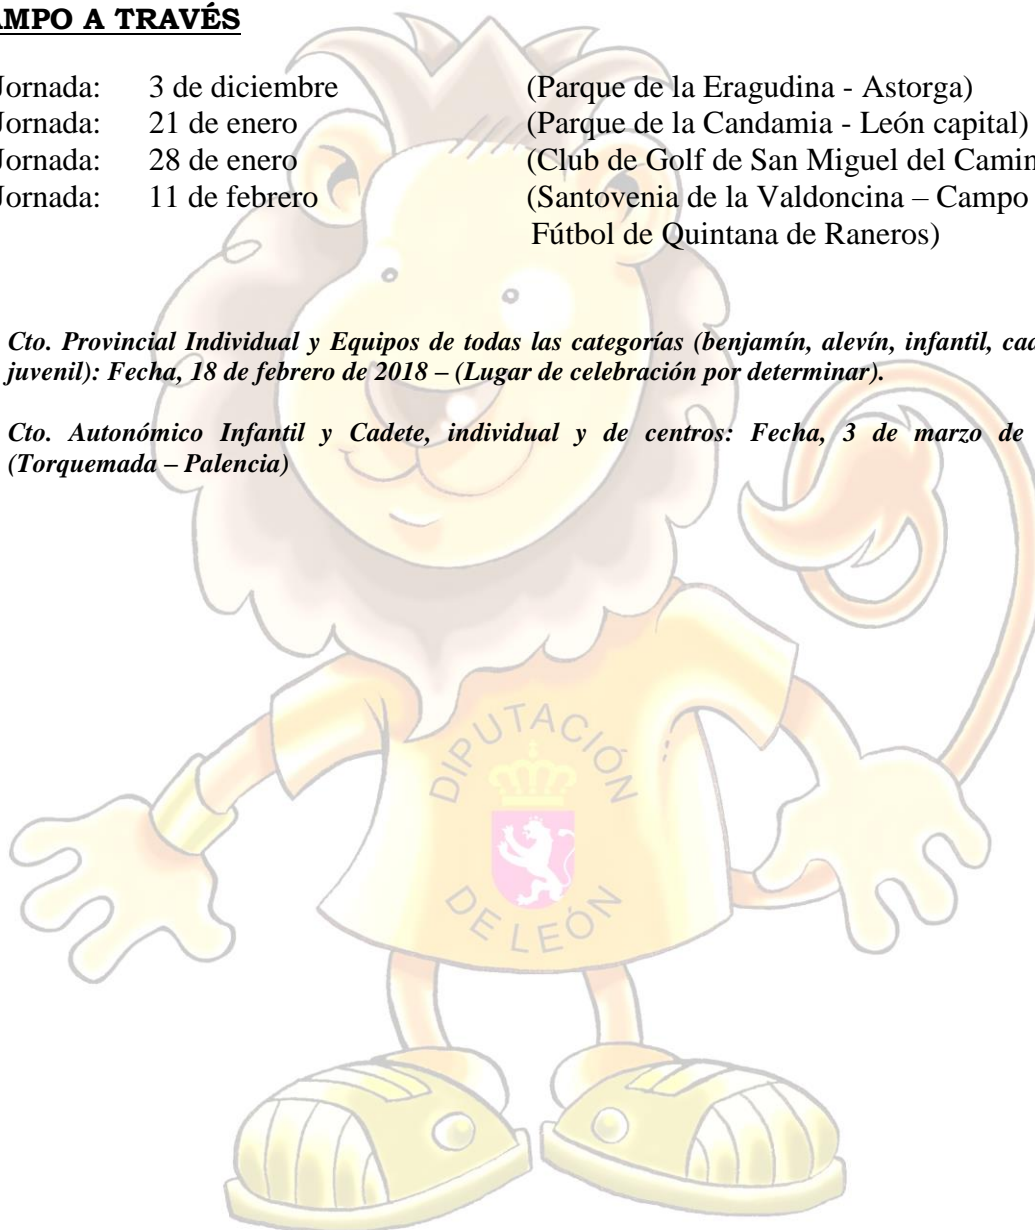 AMPO A TRAVÉS
Jornada: 3 de diciembre (Parque de la Eragudina - Astorga)
Jornada: 21 de enero (Parque de la Candamia - León capital)
Jornada: 28 de enero (Club de Golf de San Miguel del Camin
Jornada: 11 de febrero (Santovenia de la Valdoncina – Campo
Fútbol de Quintana de Raneros)
Cto. Provincial Individual y Equipos de todas las categorías (benjamín, alevín, infantil, cad
juvenil): Fecha, 18 de febrero de 2018 – (Lugar de celebración por determinar).
Cto. Autonómico Infantil y Cadete, individual y de centros: Fecha, 3 de marzo de
(Torquemada – Palencia)
DIPUTACIÓN
DE LEÓN